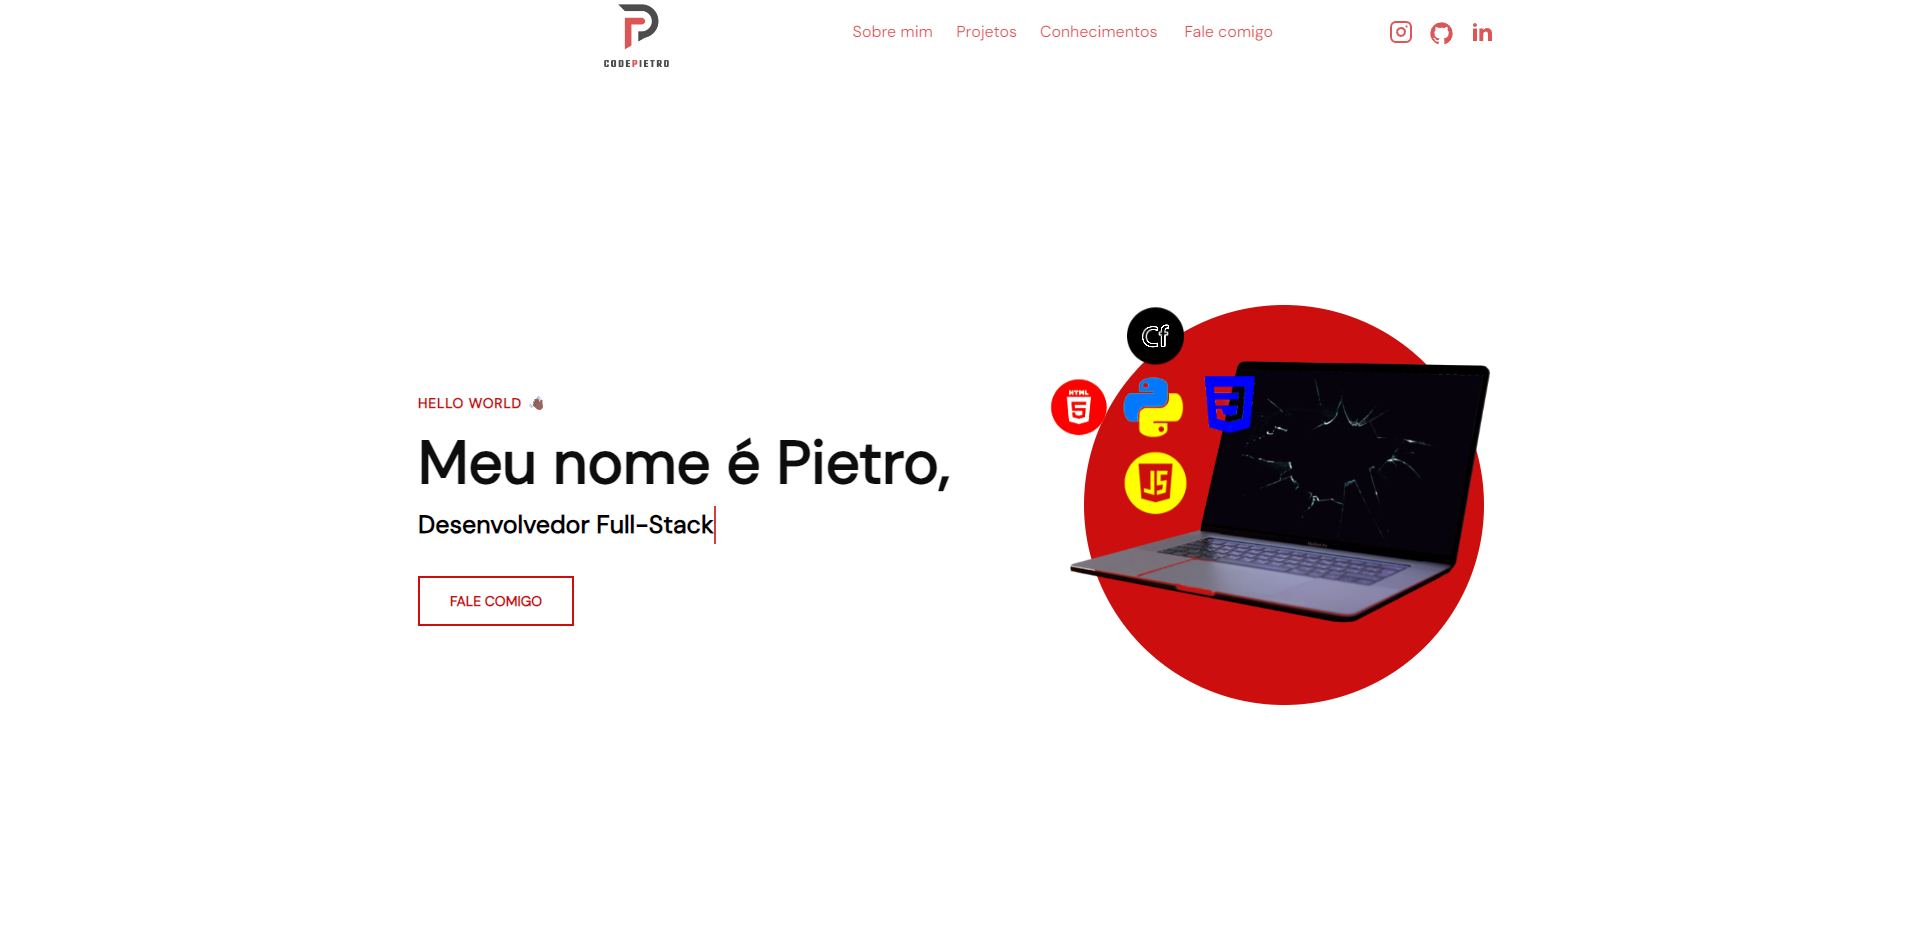 CODEPIETRO
Sobre mim Projetos Conhecimentos Fale comigo
in
HELLO WORLD 👋🏾
Meu nome é Pietro,
Desenvolvedor Full-Stack
FALE COMIGO
Cf
HTML
5
3
JS